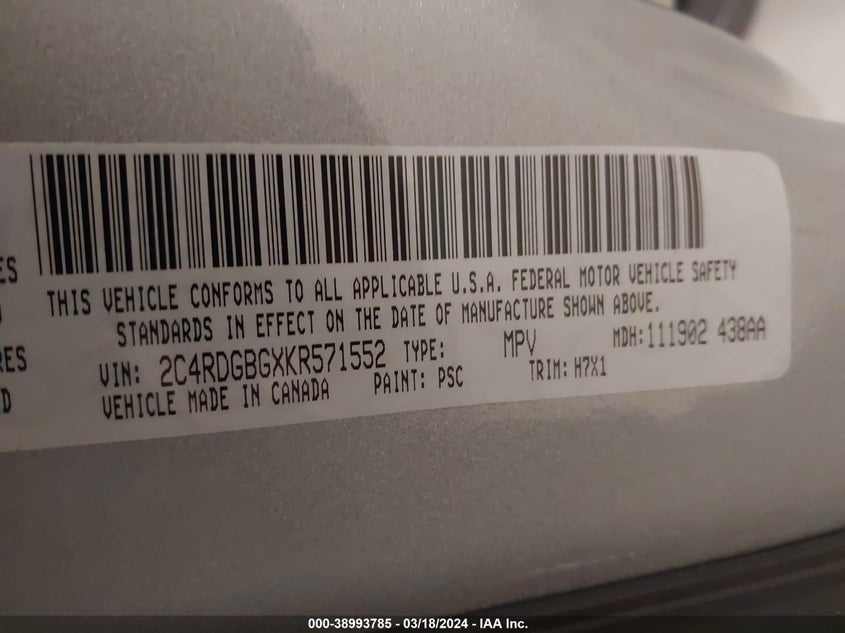 THIS VEHICLE CONFORMS TO ALL APPLICABLE U.S.A. FEDERAL MOTOR VEHICLE SAFETY
STANDARDS IN EFFECT ON THE DATE OF MANUFACTURE SHOWN ABOVE.
VIN: 2C4RDGBGXKR571552 TYPE: MPV MDH:111902 438AA
VEHICLE MADE IN CANADA PAINT: PSC TRIM: H7X1
ES
RES
D
000-38993785 - 03/18/2024 - IAA Inc.